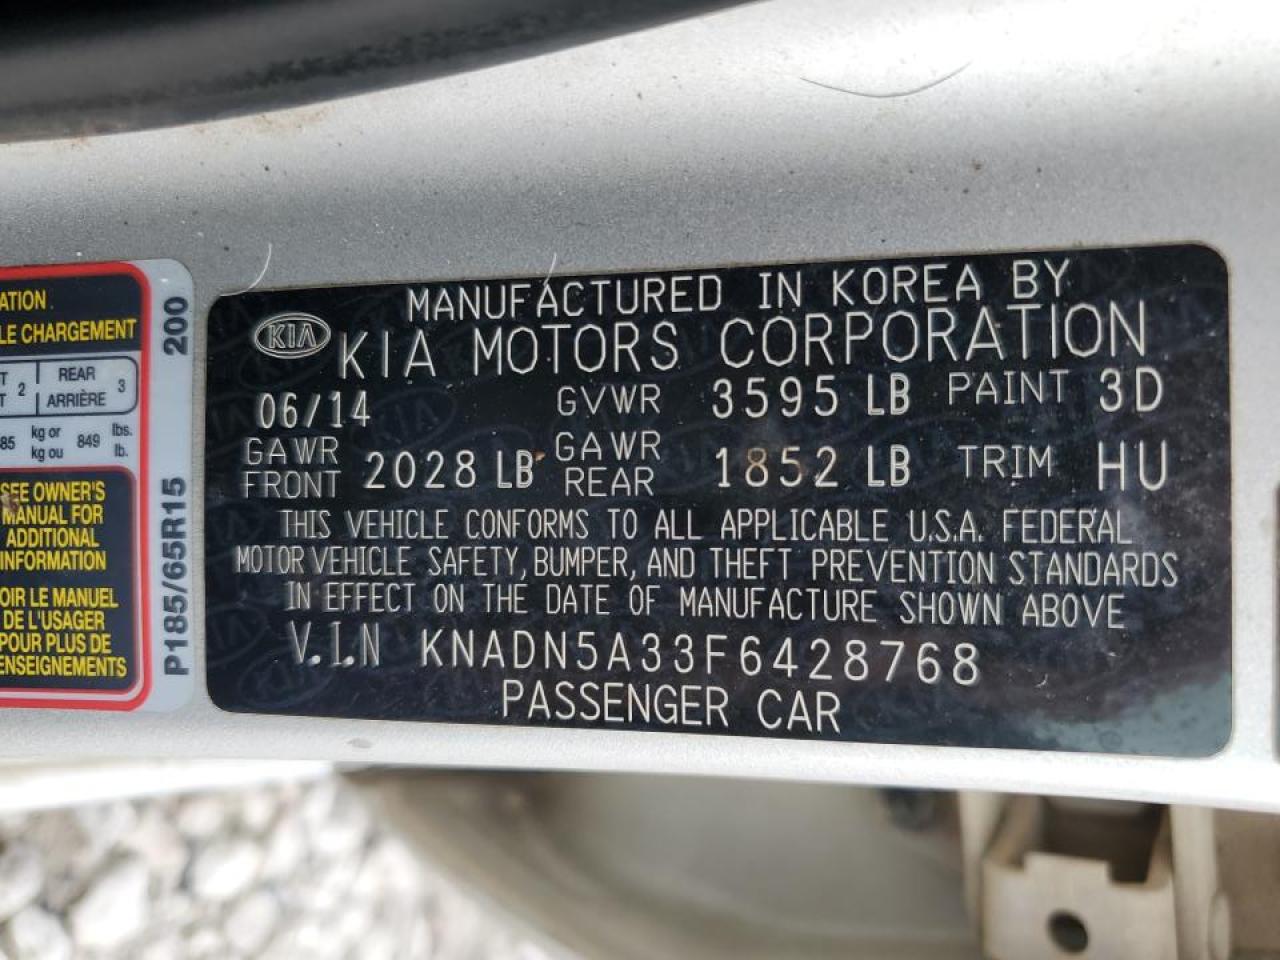 ATION
LE CHARGEMENT
T 2 REAR 3
T ARRIÈRE
85 kg or 849 lbs.
kg ou lb.
SEE OWNER'S
MANUAL FOR
ADDITIONAL
INFORMATION
OIR LE MANUEL
DE L'USAGER
POUR PLUS DE
ENSEIGNEMENTS
P185/65R15 200
MANUFACTURED IN KOREA BY
KIA KIA MOTORS CORPORATION
06/14 GVWR 3595 LB PAINT 3D
GAWR FRONT 2028 LB GAWR REAR 1852 LB TRIM HU
THIS VEHICLE CONFORMS TO ALL APPLICABLE U.S.A. FEDERAL
MOTOR VEHICLE SAFETY, BUMPER, AND THEFT PREVENTION STANDARDS
IN EFFECT ON THE DATE OF MANUFACTURE SHOWN ABOVE
V.I.N KNADN5A33F6428768
PASSENGER CAR